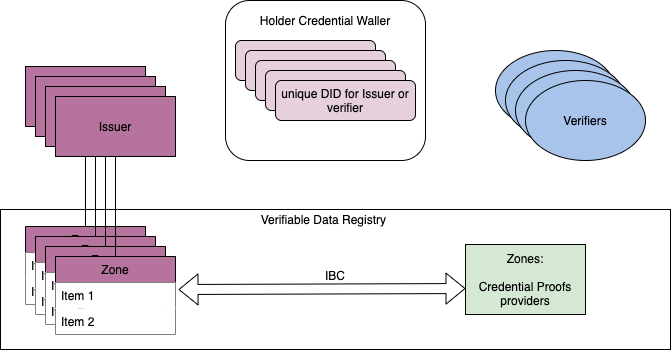 Holder Credential Waller
unique DID for Issuer or
verifier
Issuer
Verifiers
Verifiable Data Registry
Zone
Item 1
Item 2
IBC
Zones:
Credential Proofs
providers